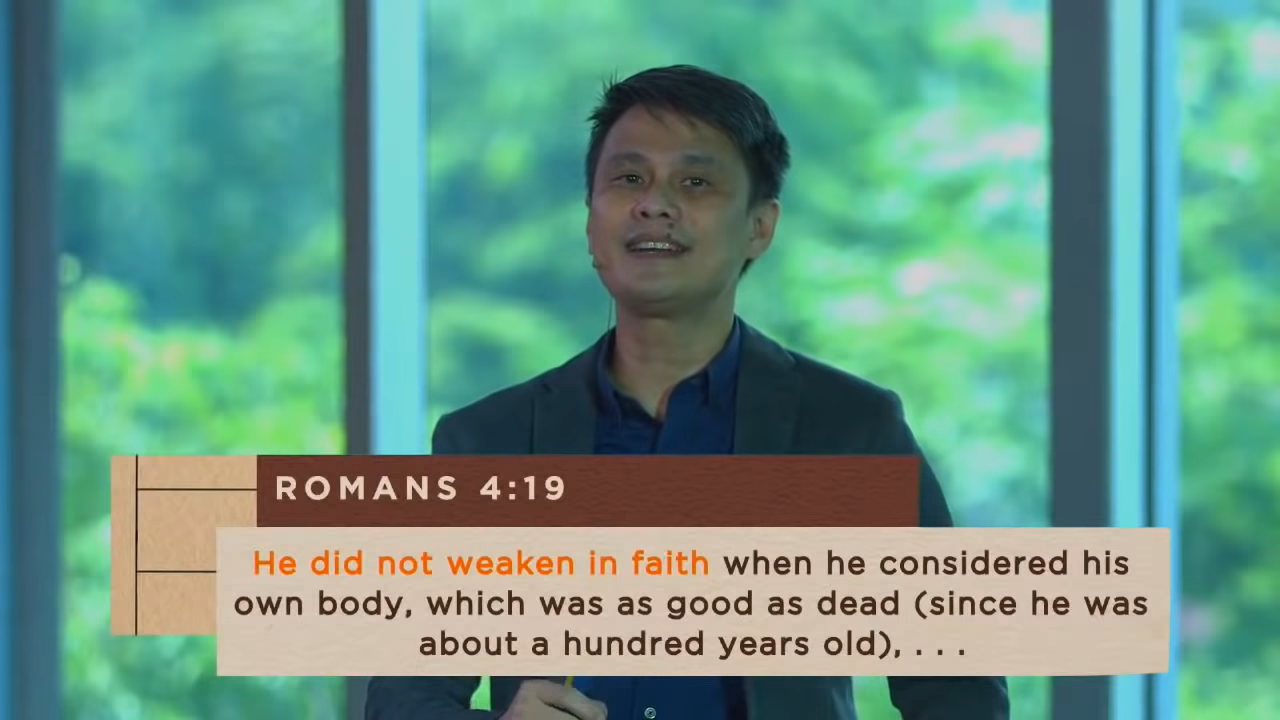 ROMANS 4:19
He did not weaken in faith when he considered his
own body, which was as good as dead (since he was
about a hundred years old), . . .